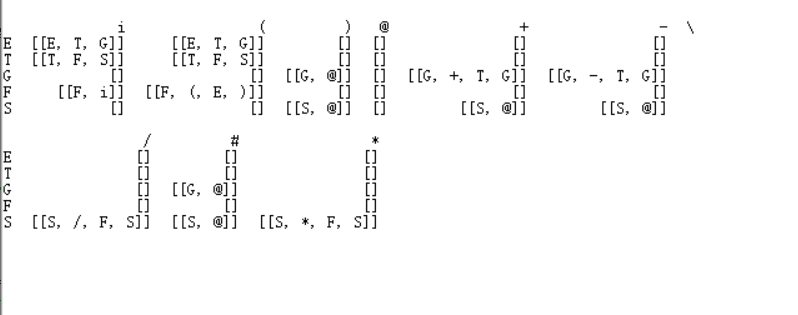 i ( ) @ + - \
E [[E, T, G]] [[E, T, G]] [] [] [] []
T [[T, F, S]] [[T, F, S]] [] [] [] []
G [] [] [[G, @]] [] [[G, +, T, G]] [[G, -, T, G]]
F [[F, i]] [[F, (, E, )]] [] [] [] []
S [] [] [[S, @]] [] [[S, @]] [[S, @]]
/ # *
E [] [] []
T [] [] []
G [] [[G, @]] []
F [] [] []
S [[S, /, F, S]] [[S, @]] [[S, *, F, S]]